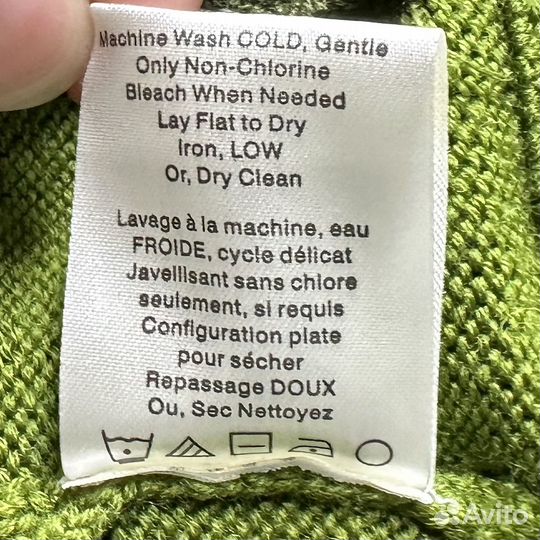 Machine Wash COLD, Gentle
Only Non-Chlorine
Bleach When Needed
Lay Flat to Dry
Iron, LOW
Or, Dry Clean
Lavage à la machine, eau
FROIDE, cycle délicat
Javellisant sans chlore
seulement, si requis
Configuration plate
pour sécher
Repassage DOUX
Ou, Sec Nettoyez
Avito